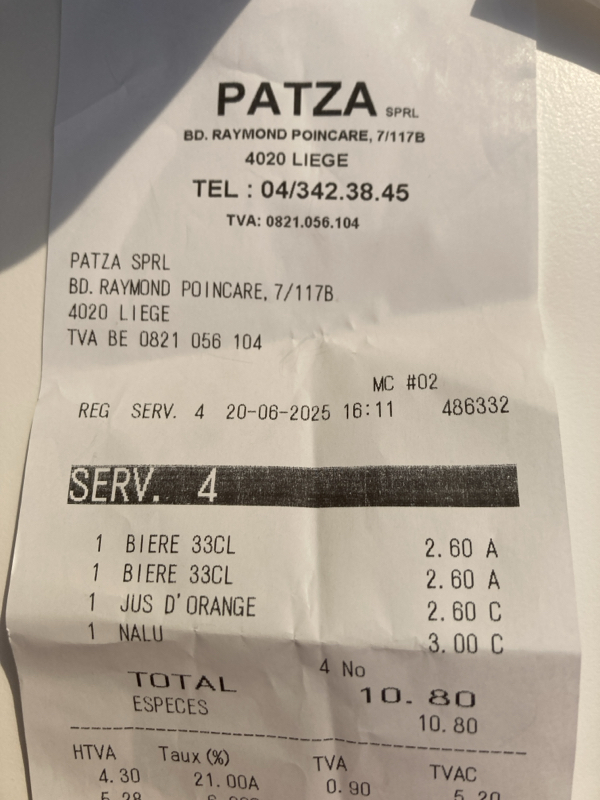 PATZA SPRL
BD. RAYMOND POINCARE, 7/117B
4020 LIEGE
TEL : 04/342.38.45
TVA: 0821.056.104
PATZA SPRL
BD. RAYMOND POINCARE, 7/117B
4020 LIEGE
TVA BE 0821 056 104
MC #02
REG SERV. 4 20-06-2025 16:11 486332
SERV. 4
1 BIERE 33CL 2.60 A
1 BIERE 33CL 2.60 A
1 JUS D'ORANGE 2.60 C
1 NALU 3.00 C
4 No
TOTAL 10.80
ESPECES 10.80
HTVA Taux (%) TVA TVAC
4.30 21.00A 0.90 5.20
5.28